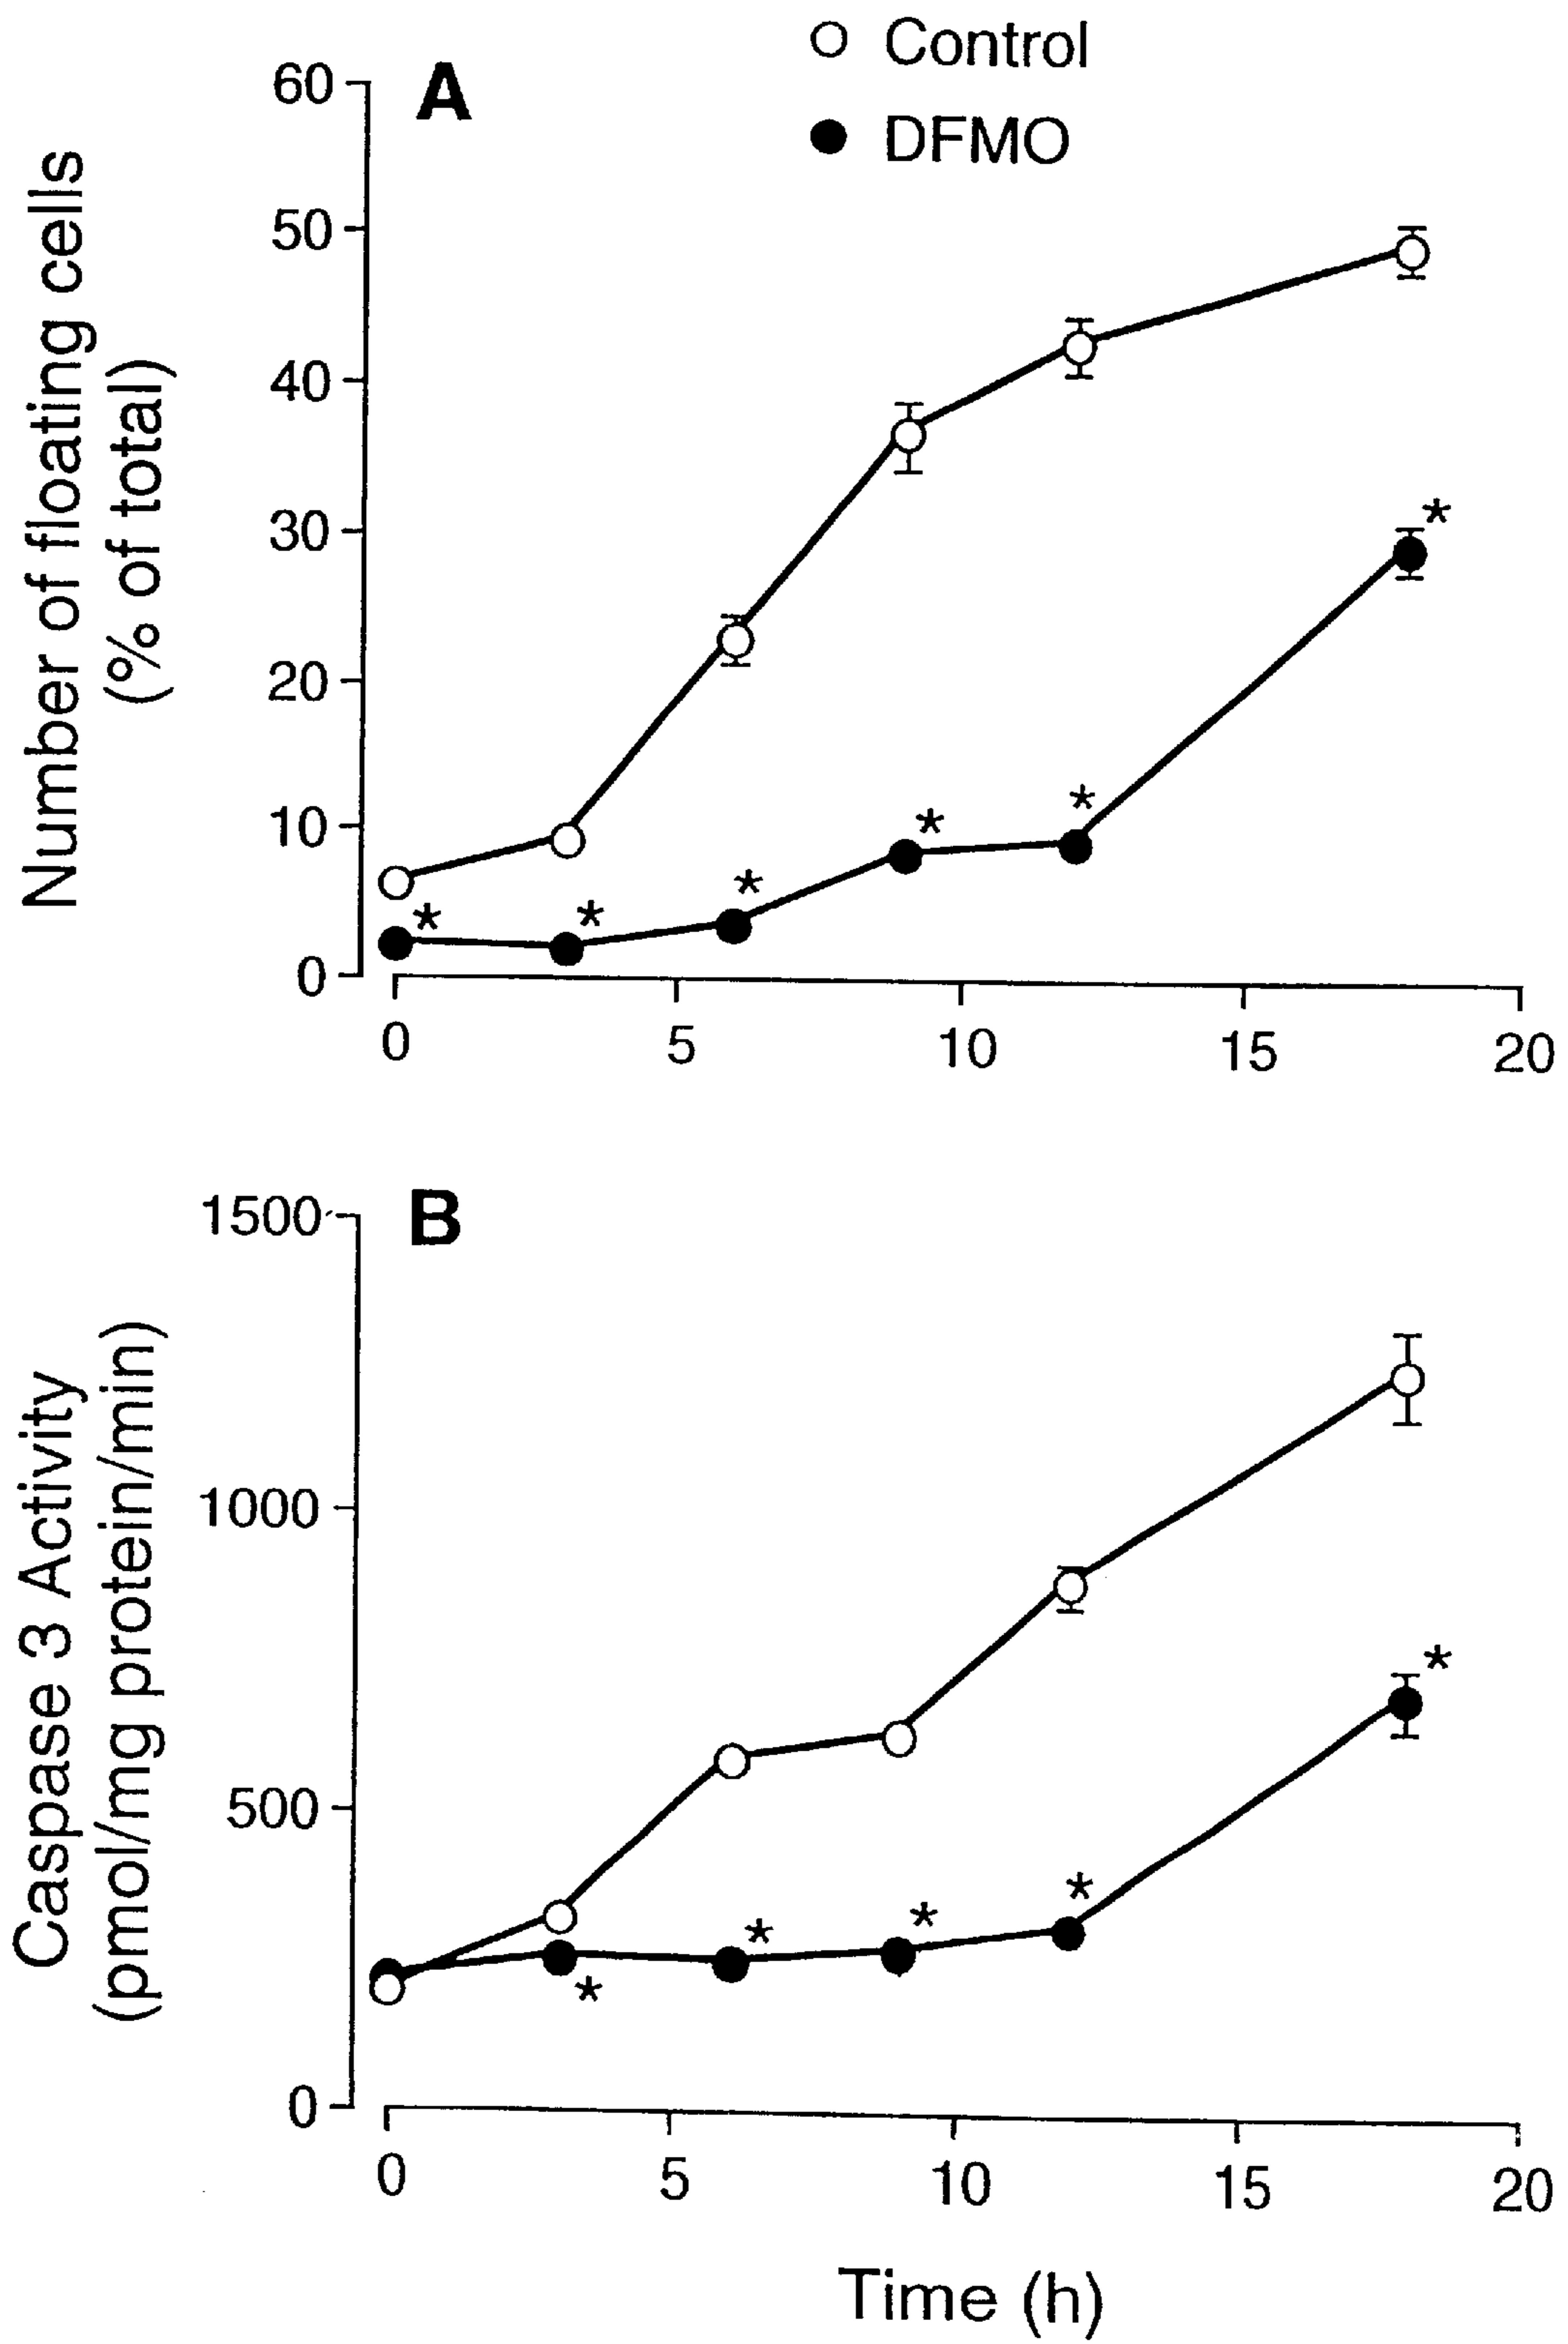 Control
DFMO
A
Number of floating cells
(% of total)
60
50
40
30
20
10
0
*
*
*
*
*
*
0 5 10 15 20
B
Caspase 3 Activity
(pmol/mg protein/min)
1500
1000
500
0
*
*
*
*
*
0 5 10 15 20
Time (h)